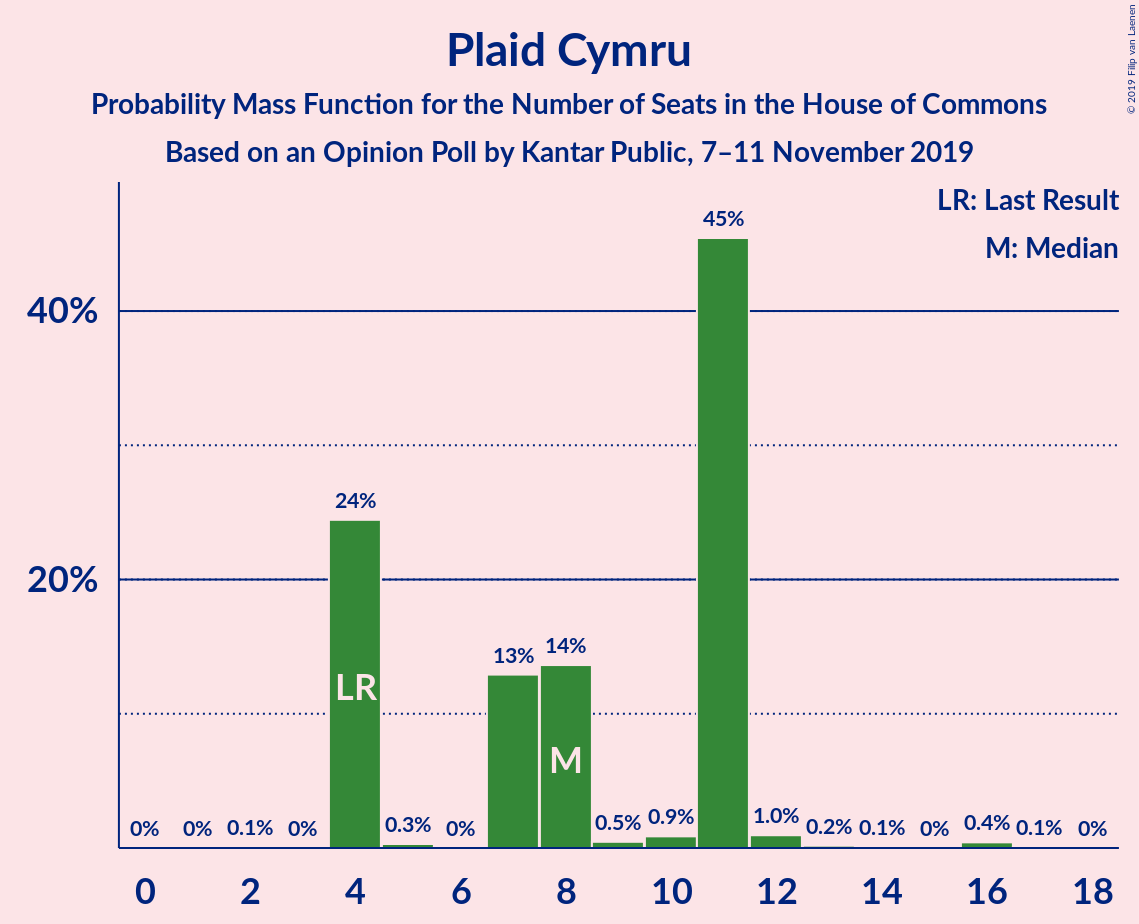 Plaid Cymru
Probability Mass Function for the Number of Seats in the House of Commons
Based on an Opinion Poll by Kantar Public, 7–11 November 2019
© 2019 Filip van Laenen
LR: Last Result
M: Median
40%
20%
0% 0% 0.1% 0% 24% 0.3% 0% 13% 14% 0.5% 0.9% 45% 1.0% 0.2% 0.1% 0% 0.4% 0.1% 0%
LR
M
0 2 4 6 8 10 12 14 16 18